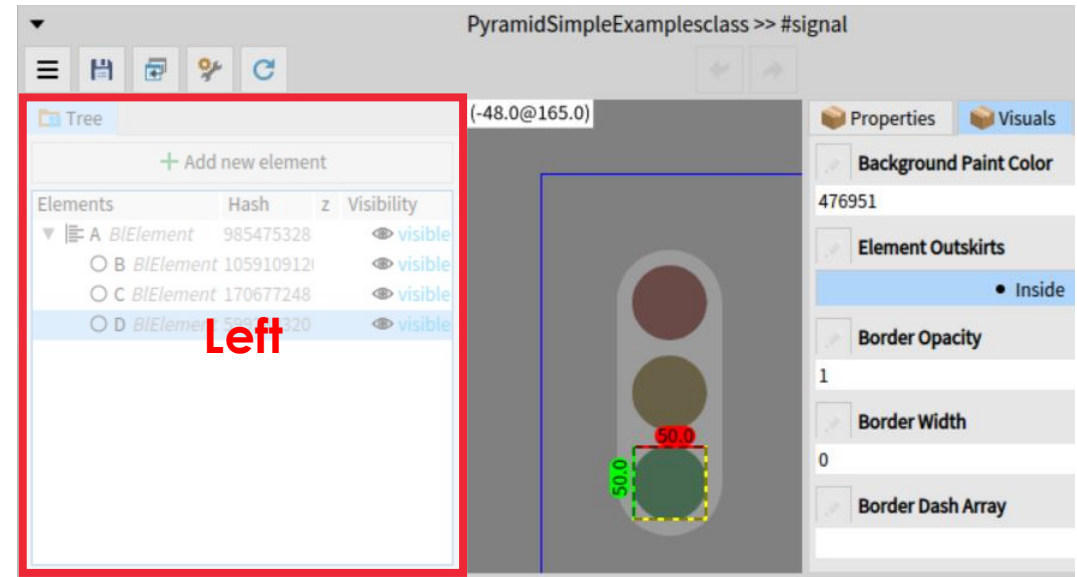 PyramidSimpleExamplesclass >> #signal
Tree
(-48.0@165.0)
Properties
Visuals
+ Add new element
Background Paint Color
476951
Elements Hash z Visibility
A BlElement 985475328 visible
B BlElement 105910912 visible
C BlElement 170677248 visible
D BlElement visible
Left
Element Outskirts
Inside
Border Opacity
1
Border Width
0
Border Dash Array
50.0
50.0